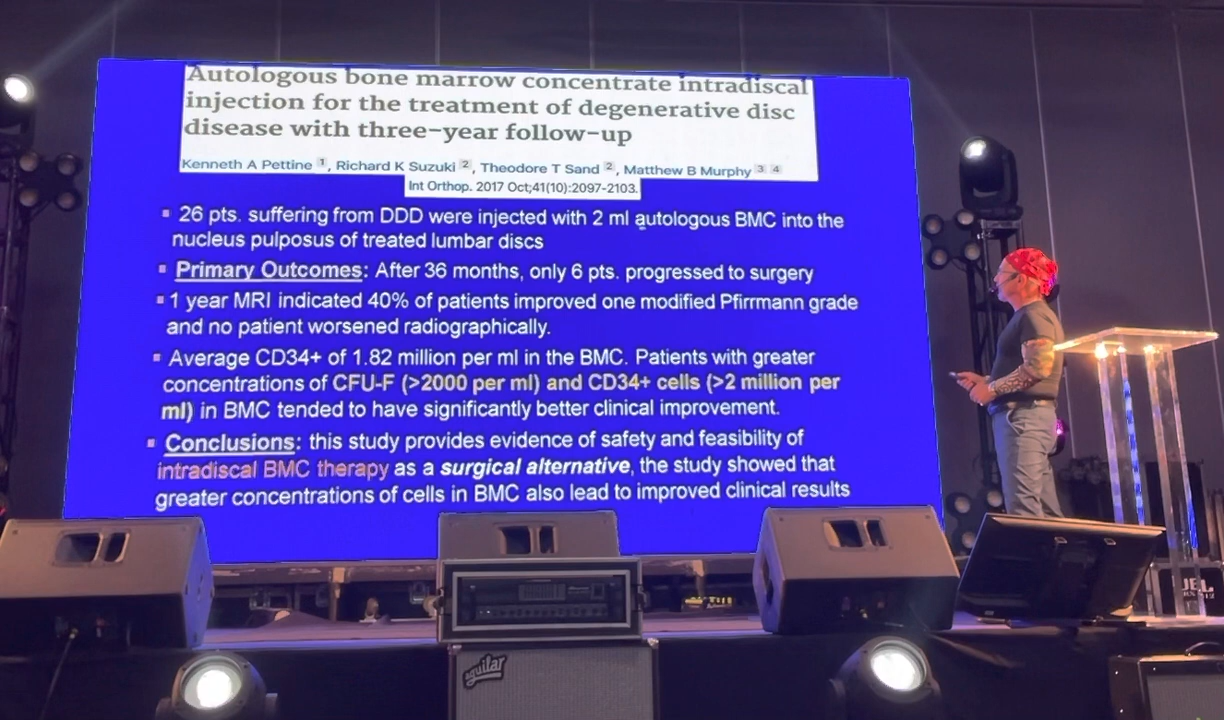 Autologous bone marrow concentrate intradiscal
injection for the treatment of degenerative disc
disease with three-year follow-up
Kenneth A Pettine 1, Richard K Suzuki 2, Theodore T Sand 2, Matthew B Murphy 3 4
Int Orthop. 2017 Oct;41(10):2097-2103.
▪ 26 pts. suffering from DDD were injected with 2 ml autologous BMC into the
nucleus pulposus of treated lumbar discs
▪ Primary Outcomes: After 36 months, only 6 pts. progressed to surgery
▪ 1 year MRI indicated 40% of patients improved one modified Pfirrmann grade
and no patient worsened radiographically.
▪ Average CD34+ of 1.82 million per ml in the BMC. Patients with greater
concentrations of CFU-F (>2000 per ml) and CD34+ cells (>2 million per
ml) in BMC tended to have significantly better clinical improvement.
▪ Conclusions: this study provides evidence of safety and feasibility of
intradiscal BMC therapy as a surgical alternative, the study showed that
greater concentrations of cells in BMC also lead to improved clinical results
aguilar